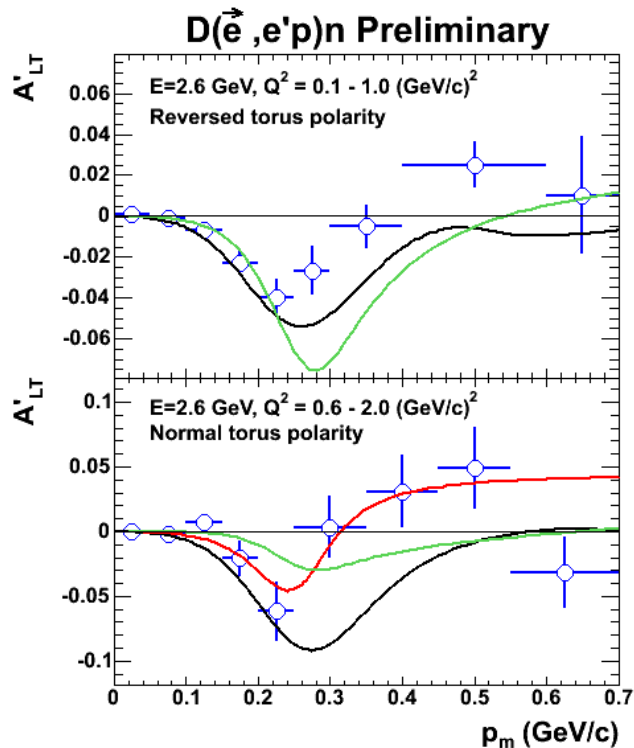 D(e⃗ ,e'p)n Preliminary
A'LT
E=2.6 GeV, Q² = 0.1 - 1.0 (GeV/c)²
Reversed torus polarity
0.06
0.04
0.02
0
-0.02
-0.04
-0.06
A'LT
E=2.6 GeV, Q² = 0.6 - 2.0 (GeV/c)²
Normal torus polarity
0.1
0.05
0
-0.05
-0.1
0 0.1 0.2 0.3 0.4 0.5 0.6 0.7
pm (GeV/c)